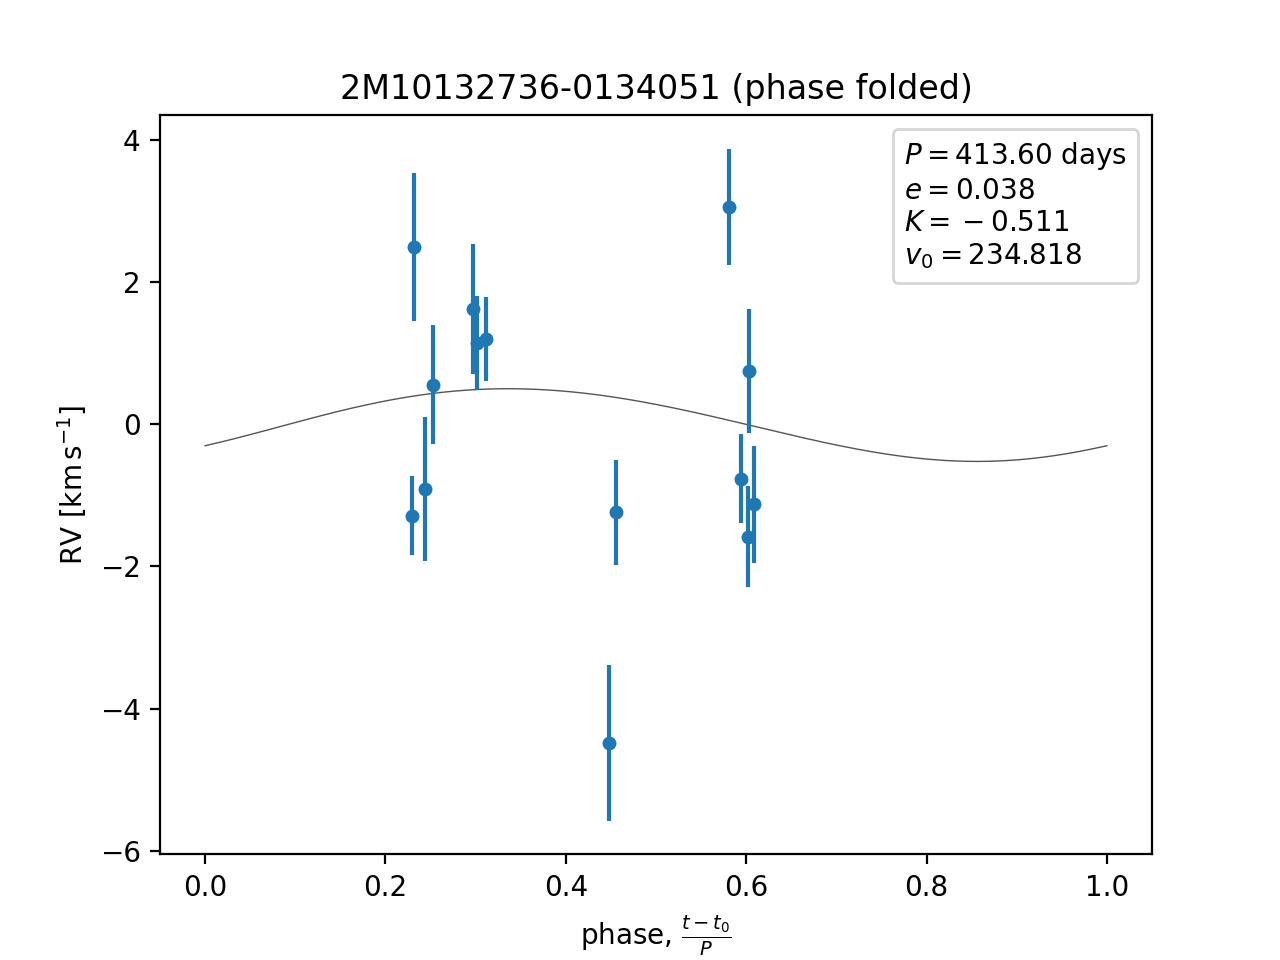 2M10132736-0134051 (phase folded)
P = 413.60 days
e = 0.038
K = −0.511
v₀ = 234.818
4
2
0
−2
−4
−6
RV [km s⁻¹]
0.0 0.2 0.4 0.6 0.8 1.0
phase, (t − t₀)/P